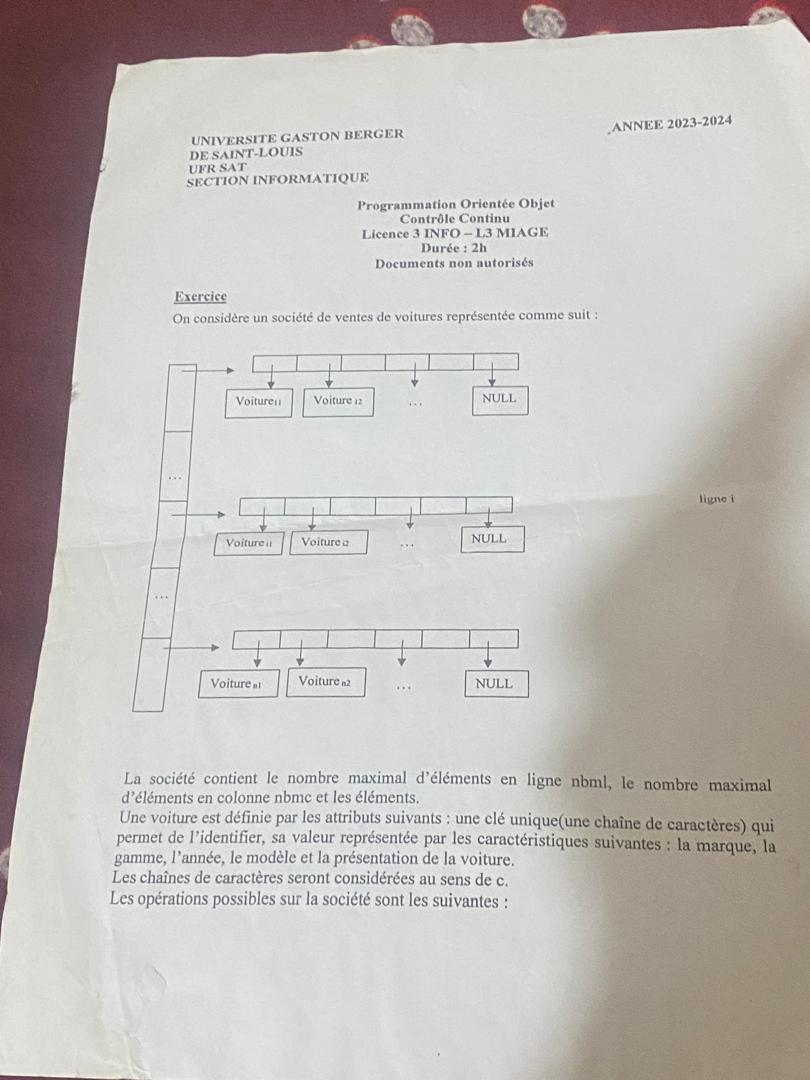 UNIVERSITE GASTON BERGER
DE SAINT-LOUIS
UFR SAT
SECTION INFORMATIQUE
ANNEE 2023-2024
Programmation Orientée Objet
Contrôle Continu
Licence 3 INFO – L3 MIAGE
Durée : 2h
Documents non autorisés
Exercice
On considère un société de ventes de voitures représentée comme suit :
Voiture11 Voiture 12 ... NULL
...
ligne i
Voiture i1 Voiture i2 ... NULL
...
Voiture n1 Voiture n2 ... NULL
La société contient le nombre maximal d'éléments en ligne nbml, le nombre maximal
d'éléments en colonne nbmc et les éléments.
Une voiture est définie par les attributs suivants : une clé unique(une chaîne de caractères) qui
permet de l'identifier, sa valeur représentée par les caractéristiques suivantes : la marque, la
gamme, l'année, le modèle et la présentation de la voiture.
Les chaînes de caractères seront considérées au sens de c.
Les opérations possibles sur la société sont les suivantes :